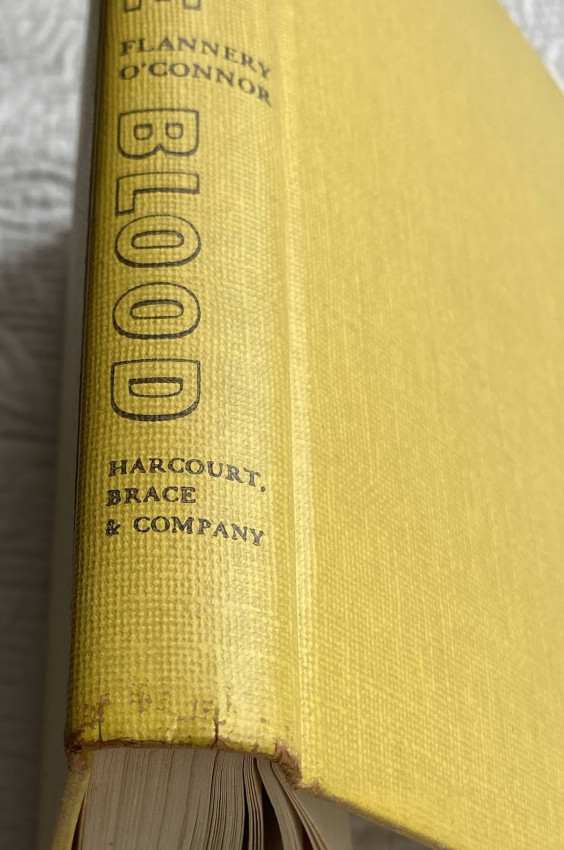 FLANNERY
O'CONNOR
BLOOD
HARCOURT,
BRACE
& COMPANY